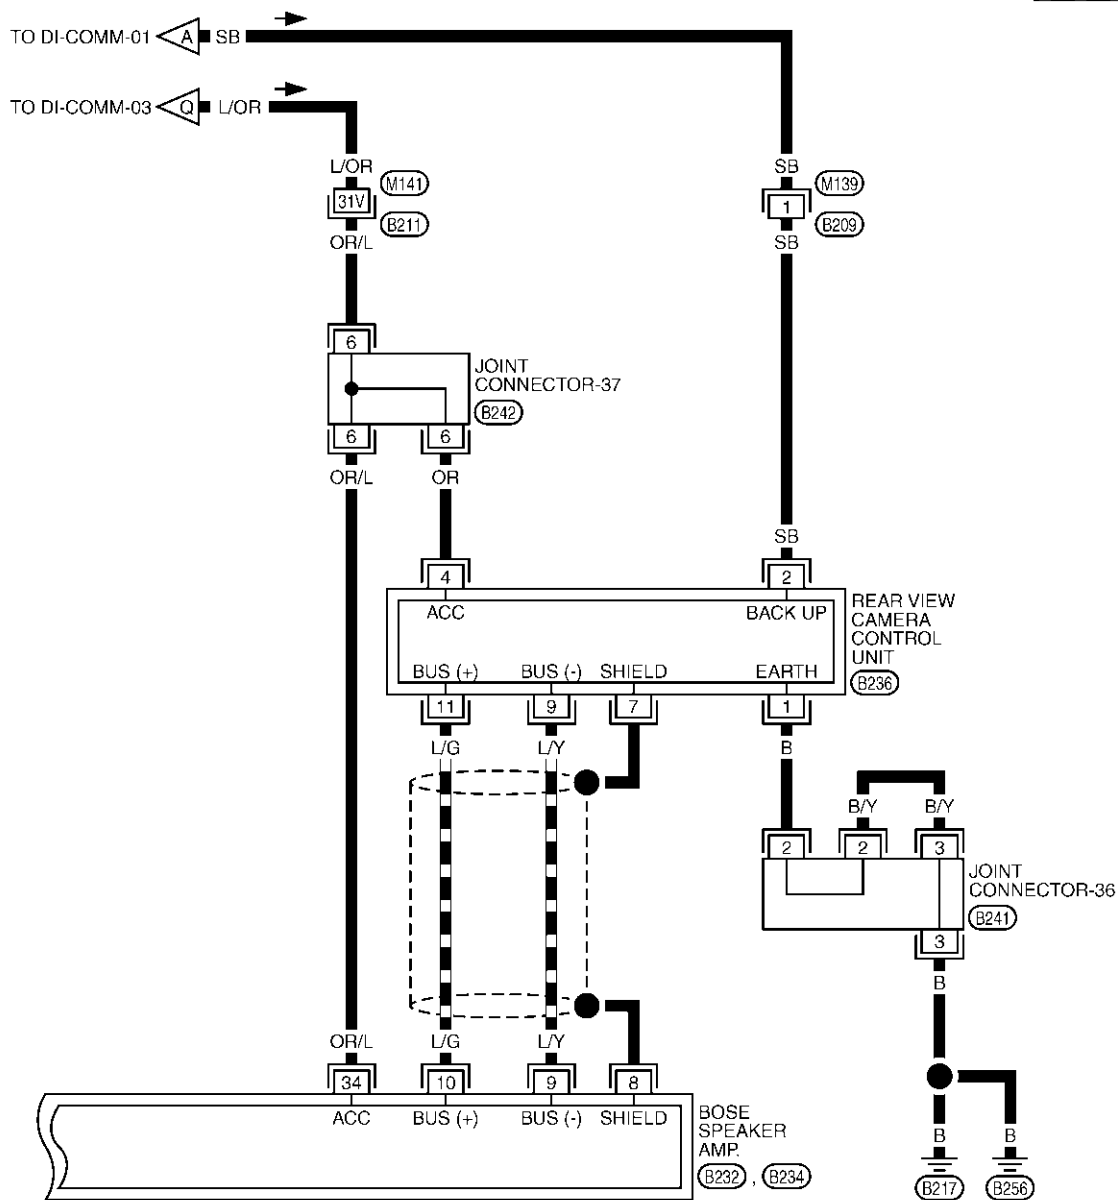 TO DI-COMM-01 A SB
TO DI-COMM-03 Q L/OR
L/OR SB
M141 M139
31V 1
B211 B209
OR/L SB
6
JOINT
CONNECTOR-37
B242
6 6
OR/L OR
SB
4 2
ACC BACK UP
REAR VIEW
CAMERA
CONTROL
UNIT
B236
BUS (+) BUS (-) SHIELD EARTH
11 9 7 1
L/G L/Y B
B/Y B/Y
2 2 3
JOINT
CONNECTOR-36
B241
3
B
OR/L L/G L/Y
34 10 9 8
ACC BUS (+) BUS (-) SHIELD
BOSE
SPEAKER
AMP.
B232 , B234
B B
B217 B256